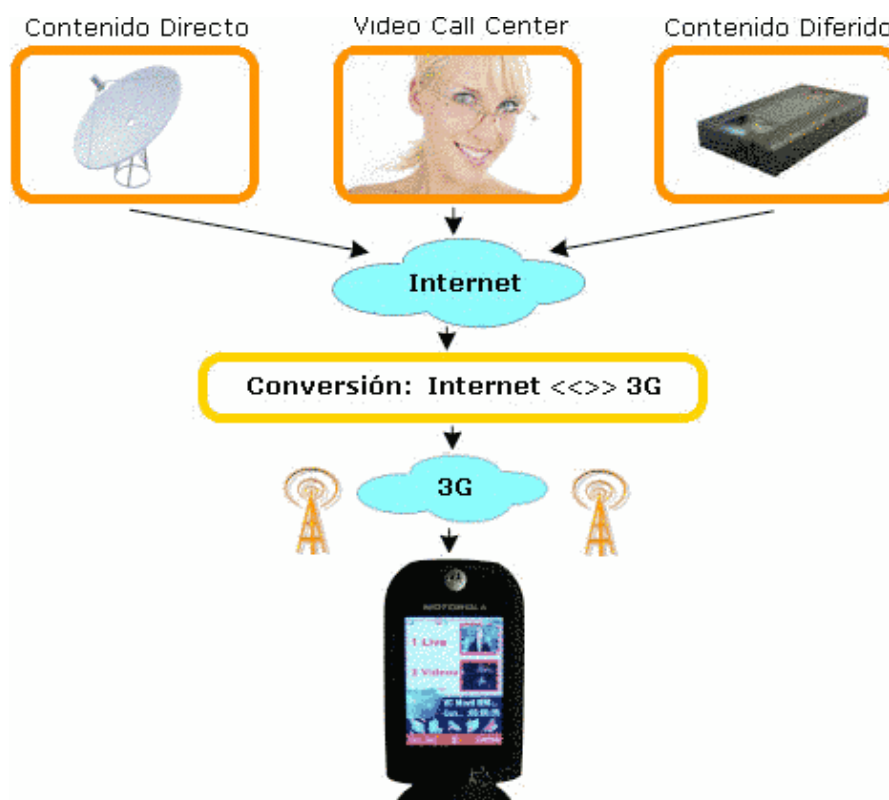 Contenido Directo
Video Call Center
Contenido Diferido
Internet
Conversión: Internet <<>> 3G
3G
MOTOROLA
1 Live
2 Videos